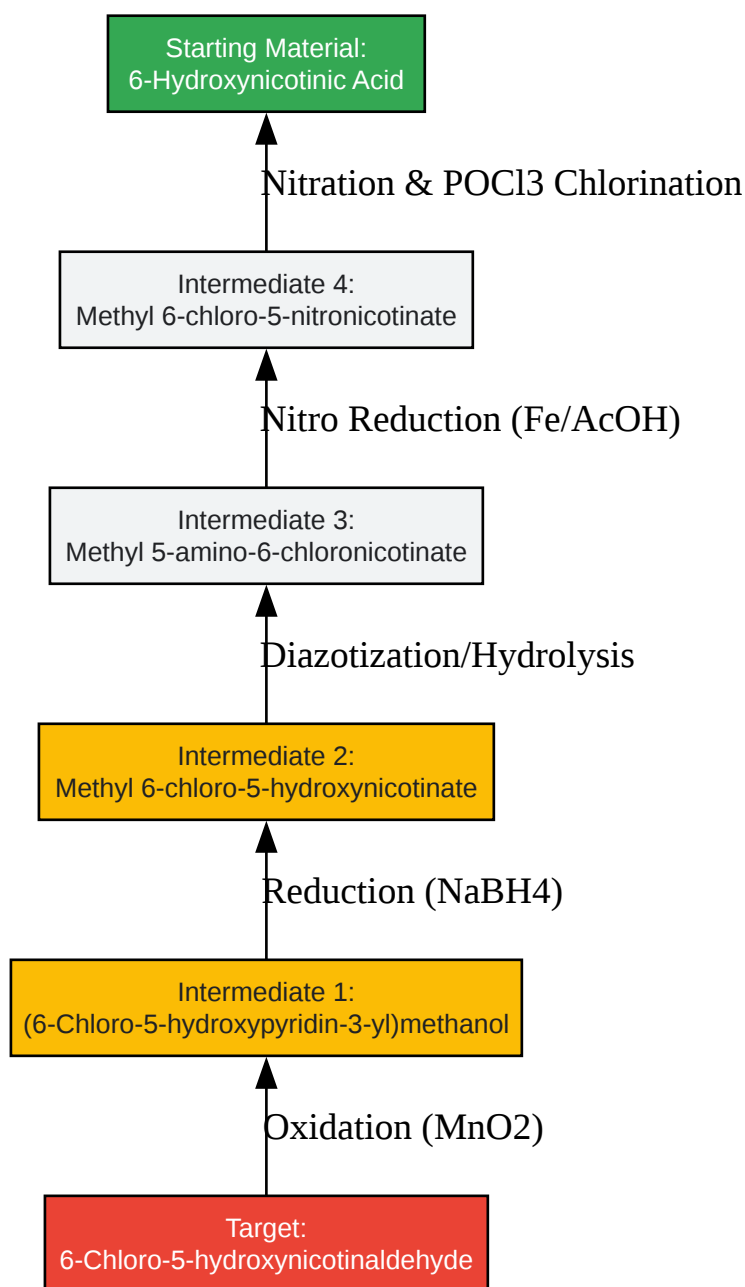 Starting Material:
6-Hydroxynicotinic Acid
Nitration & POCl3 Chlorination
Intermediate 4:
Methyl 6-chloro-5-nitronicotinate
Nitro Reduction (Fe/AcOH)
Intermediate 3:
Methyl 5-amino-6-chloronicotinate
Diazotization/Hydrolysis
Intermediate 2:
Methyl 6-chloro-5-hydroxynicotinate
Reduction (NaBH4)
Intermediate 1:
(6-Chloro-5-hydroxypyridin-3-yl)methanol
Oxidation (MnO2)
Target:
6-Chloro-5-hydroxynicotinaldehyde